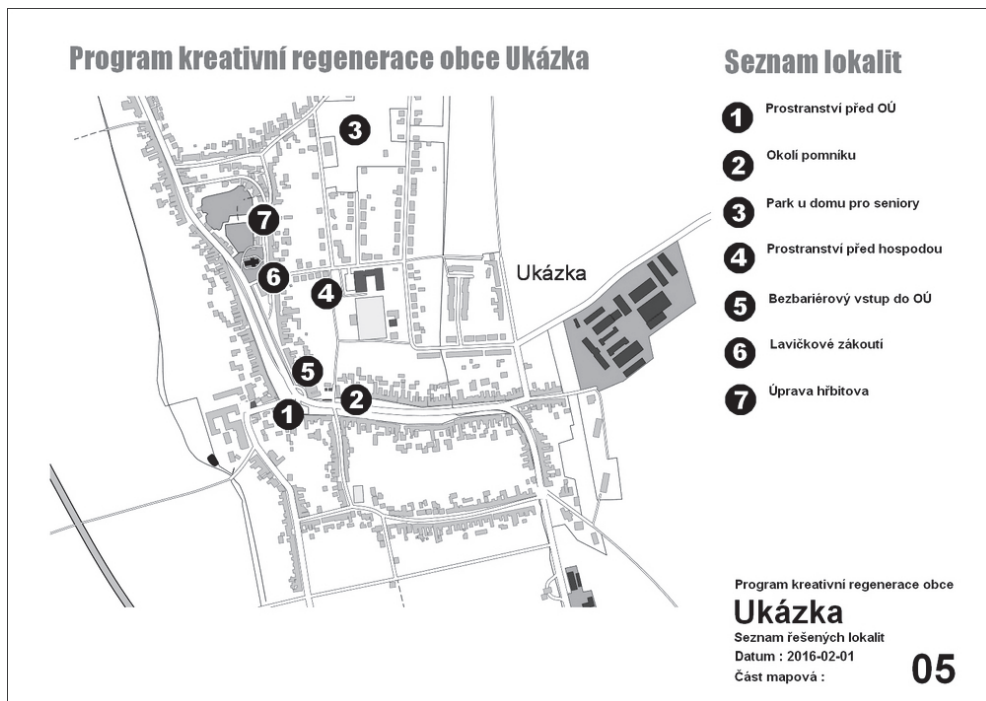 Program kreativní regenerace obce Ukázka
Seznam lokalit
1 Prostranství před OÚ
2 Okolí pomníku
3 Park u domu pro seniory
4 Prostranství před hospodou
5 Bezbariérový vstup do OÚ
6 Lavičkové zákoutí
7 Úprava hřbitova
3
7
6
4
Ukázka
5
2
1
Program kreativní regenerace obce
Ukázka
Seznam řešených lokalit
Datum : 2016-02-01
Část mapová :
05